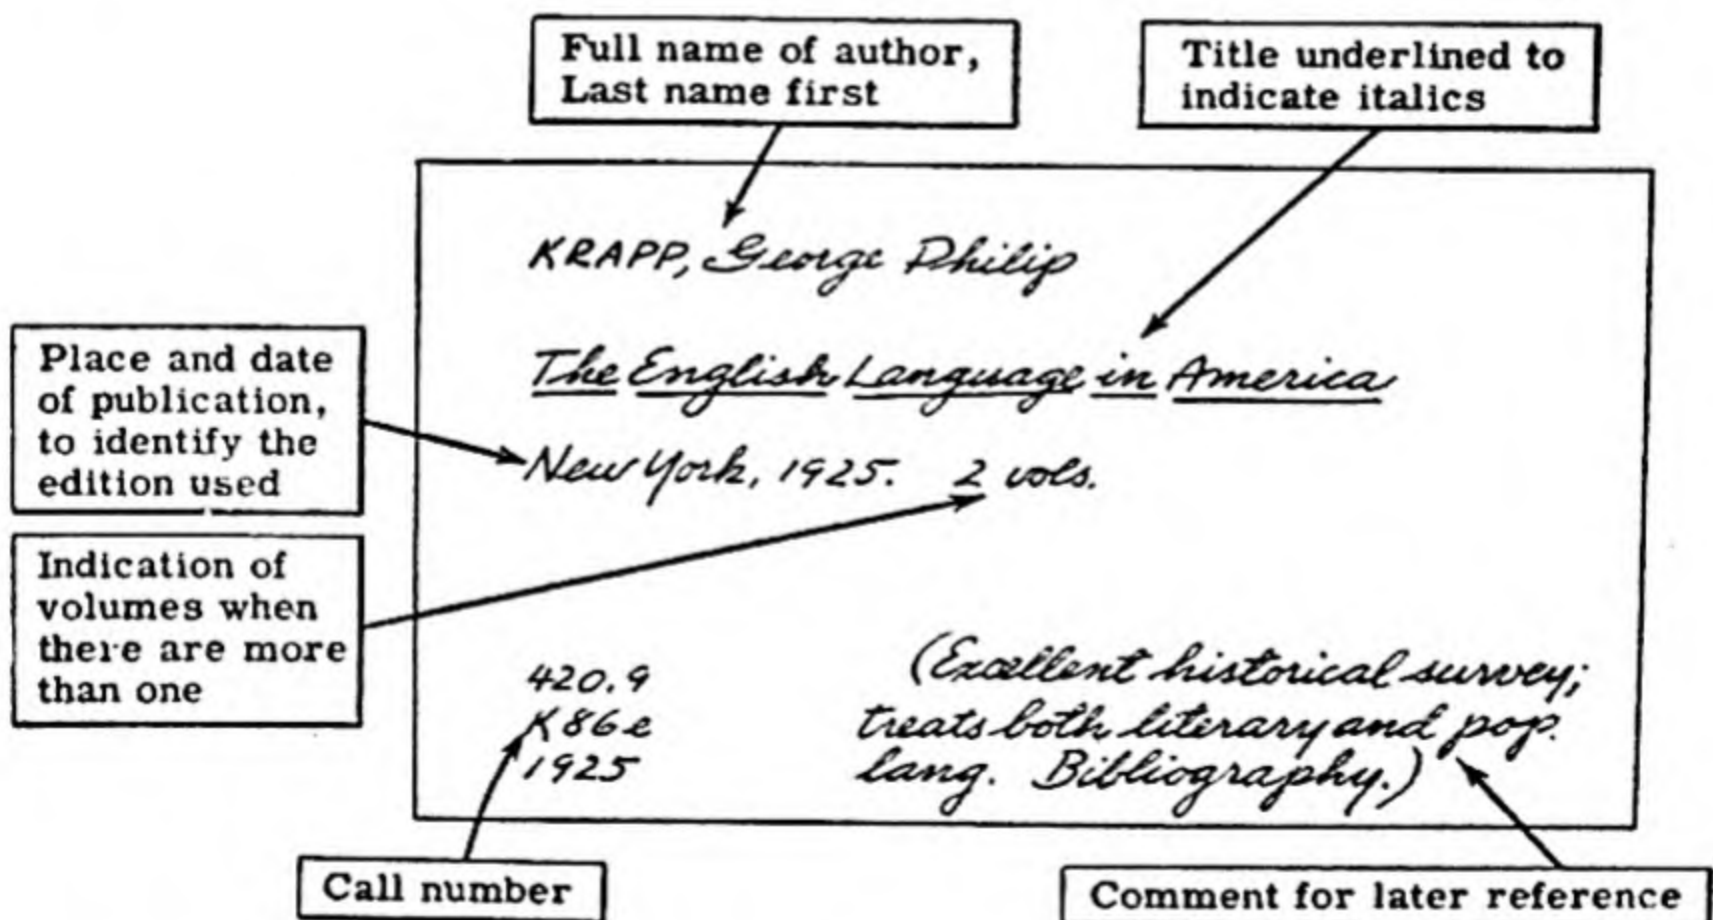 Full name of author,
Last name first
Title underlined to
indicate italics
KRAPP, George Philip
The English Language in America
Place and date
of publication,
to identify the
edition used
New York, 1925. 2 vols.
Indication of
volumes when
there are more
than one
420.9
K86e
1925
(Excellent historical survey;
treats both literary and pop.
lang. Bibliography.)
Call number
Comment for later reference